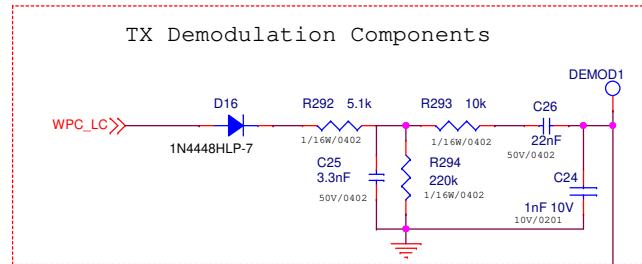 TX Demodulation Components
DEMOD1
D16
R292 5.1k
R293 10k
C26
WPC_LC
1N4448HLP-7
1/16W/0402
1/16W/0402
22nF
50V/0402
C25
3.3nF
50V/0402
R294
220k
1/16W/0402
C24
1nF 10V
10V/0201